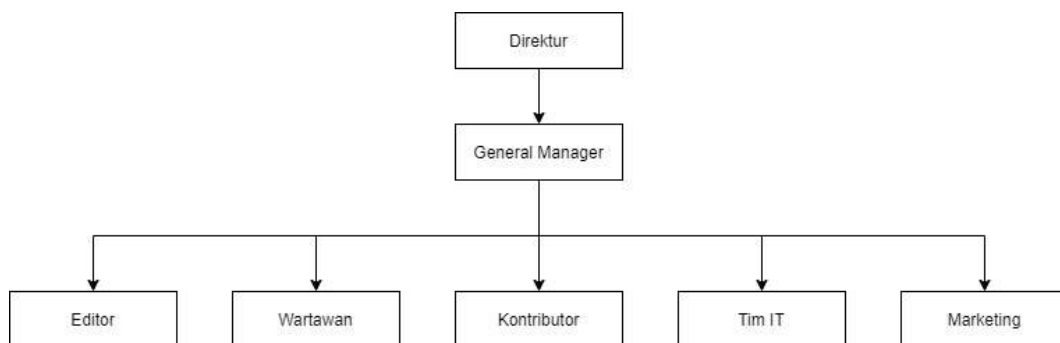 Direktur
General Manager
Editor
Wartawan
Kontributor
Tim IT
Marketing